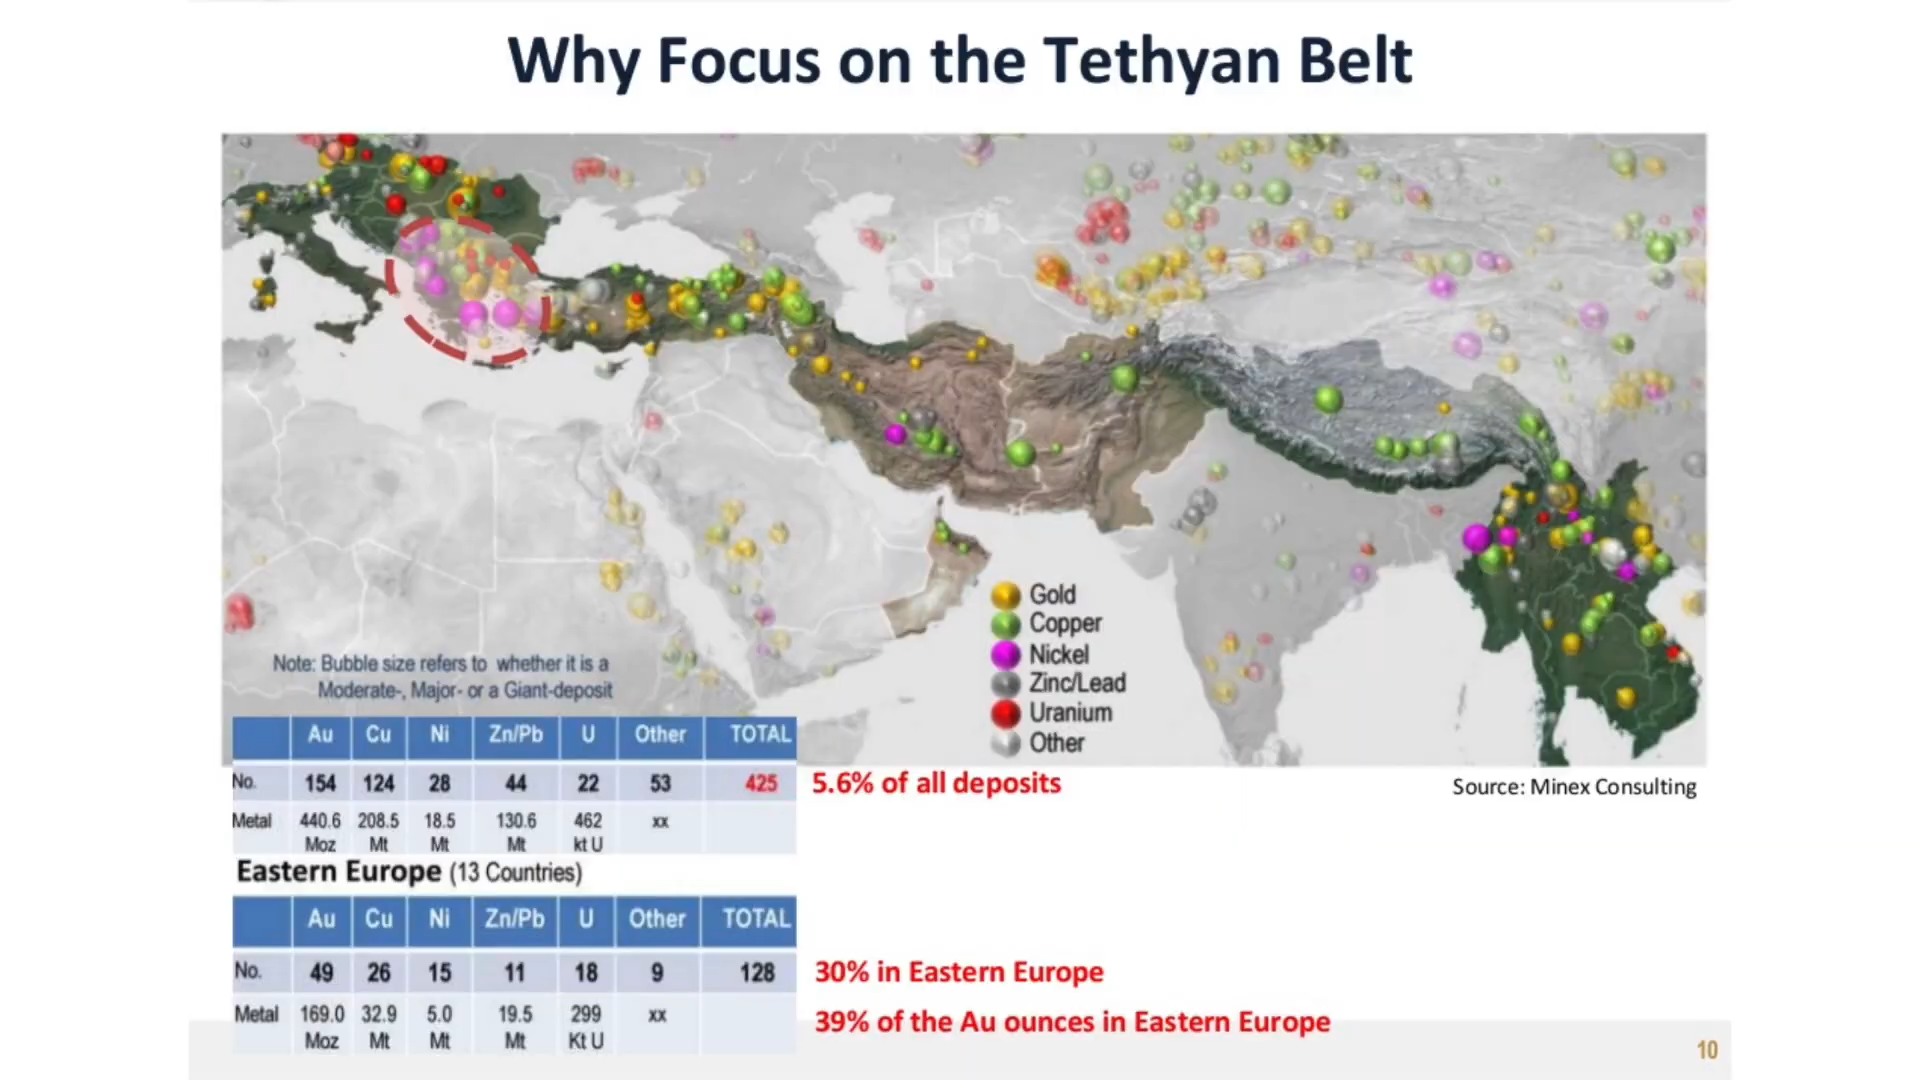 Why Focus on the Tethyan Belt
Gold
Copper
Nickel
Zinc/Lead
Uranium
Other
Note: Bubble size refers to whether it is a
Moderate-, Major- or a Giant-deposit
Au Cu Ni Zn/Pb U Other TOTAL
No. 154 124 28 44 22 53 425
5.6% of all deposits
Source: Minex Consulting
Metal 440.6 208.5 18.5 130.6 462 xx
Moz Mt Mt Mt kt U
Eastern Europe (13 Countries)
Au Cu Ni Zn/Pb U Other TOTAL
No. 49 26 15 11 18 9 128
30% in Eastern Europe
Metal 169.0 32.9 5.0 19.5 299 xx
Moz Mt Mt Mt Kt U
39% of the Au ounces in Eastern Europe
10